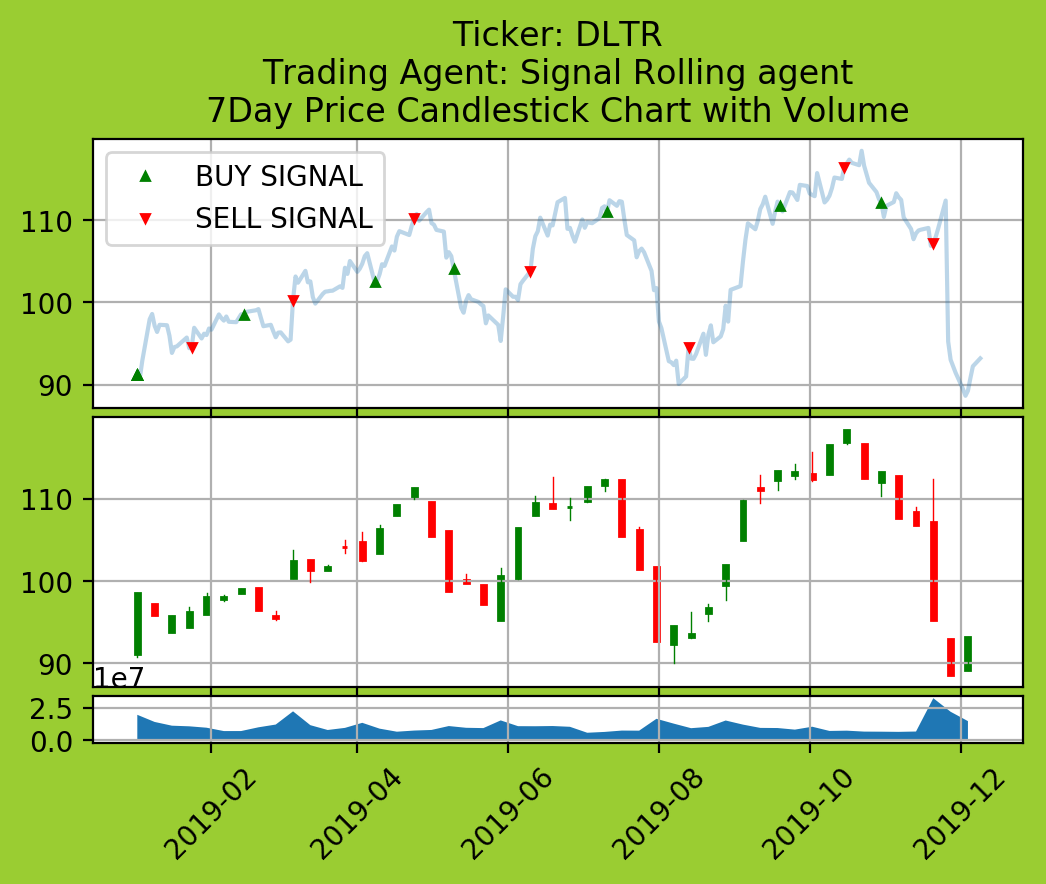 Ticker: DLTR
Trading Agent: Signal Rolling agent
7Day Price Candlestick Chart with Volume
BUY SIGNAL
SELL SIGNAL
110
100
90
110
100
90
1e7
2.5
0.0
2019-02
2019-04
2019-06
2019-08
2019-10
2019-12